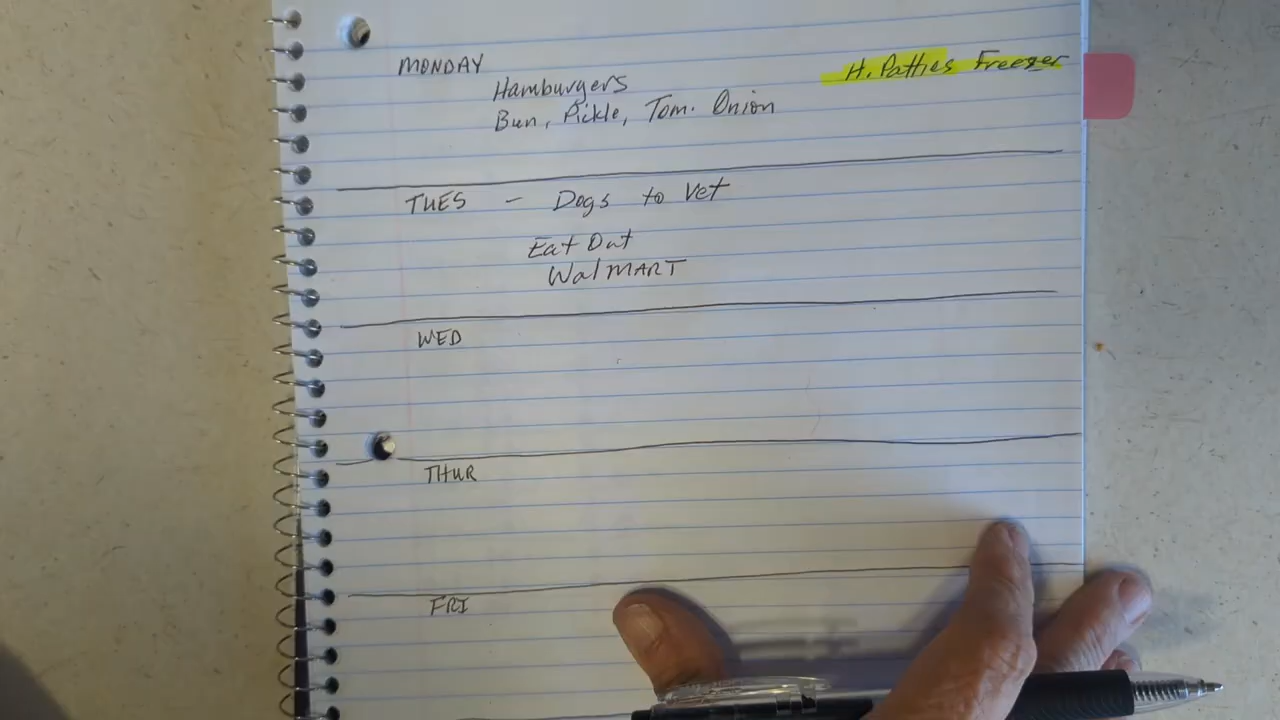 MONDAY
H. Patties Freezer
Hamburgers
Bun, Pickle, Tom. Onion
TUES - Dogs to Vet
Eat Out
WalMART
WED
THUR
FRI